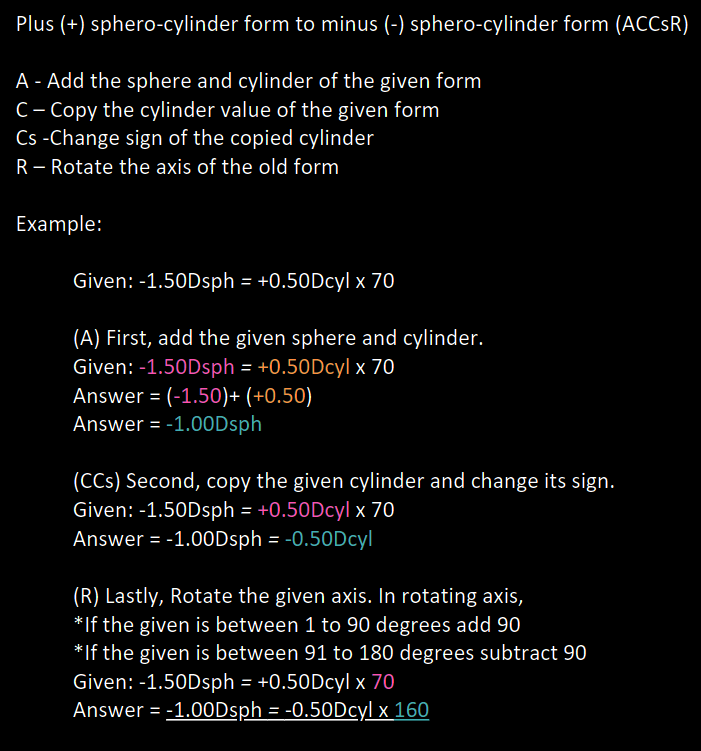 Plus (+) sphero-cylinder form to minus (-) sphero-cylinder form (ACCsR)
A - Add the sphere and cylinder of the given form
C – Copy the cylinder value of the given form
Cs -Change sign of the copied cylinder
R – Rotate the axis of the old form
Example:
Given: -1.50Dsph = +0.50Dcyl x 70
(A) First, add the given sphere and cylinder.
Given: -1.50Dsph = +0.50Dcyl x 70
Answer = (-1.50)+ (+0.50)
Answer = -1.00Dsph
(CCs) Second, copy the given cylinder and change its sign.
Given: -1.50Dsph = +0.50Dcyl x 70
Answer = -1.00Dsph = -0.50Dcyl
(R) Lastly, Rotate the given axis. In rotating axis,
*If the given is between 1 to 90 degrees add 90
*If the given is between 91 to 180 degrees subtract 90
Given: -1.50Dsph = +0.50Dcyl x 70
Answer = -1.00Dsph = -0.50Dcyl x 160